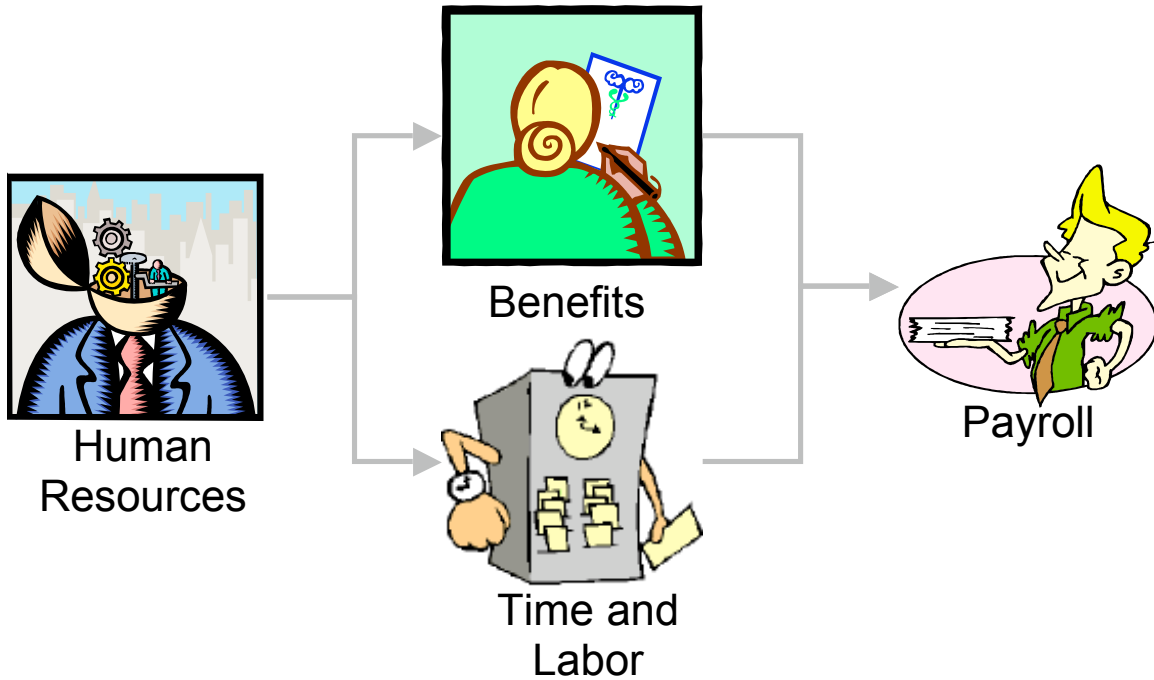 Benefits
Human
Resources
Payroll
Time and
Labor